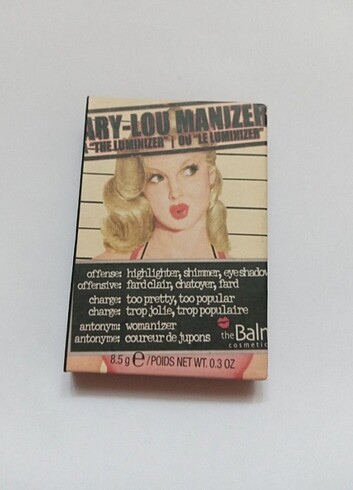 ARY-LOU MANIZER
"THE LUMINIZER" / OU "LE LUMINIZER"
offense: highlighter, shimmer, eyeshadow
offensive: fard clair, chatoyer, fard
charge: too pretty, too popular
charge: trop jolie, trop populaire
antonym: womanizer
antonyme: coureur de jupons
theBalm
cosmetic
8.5 g ℮/POIDS NET WT. 0.3 OZ